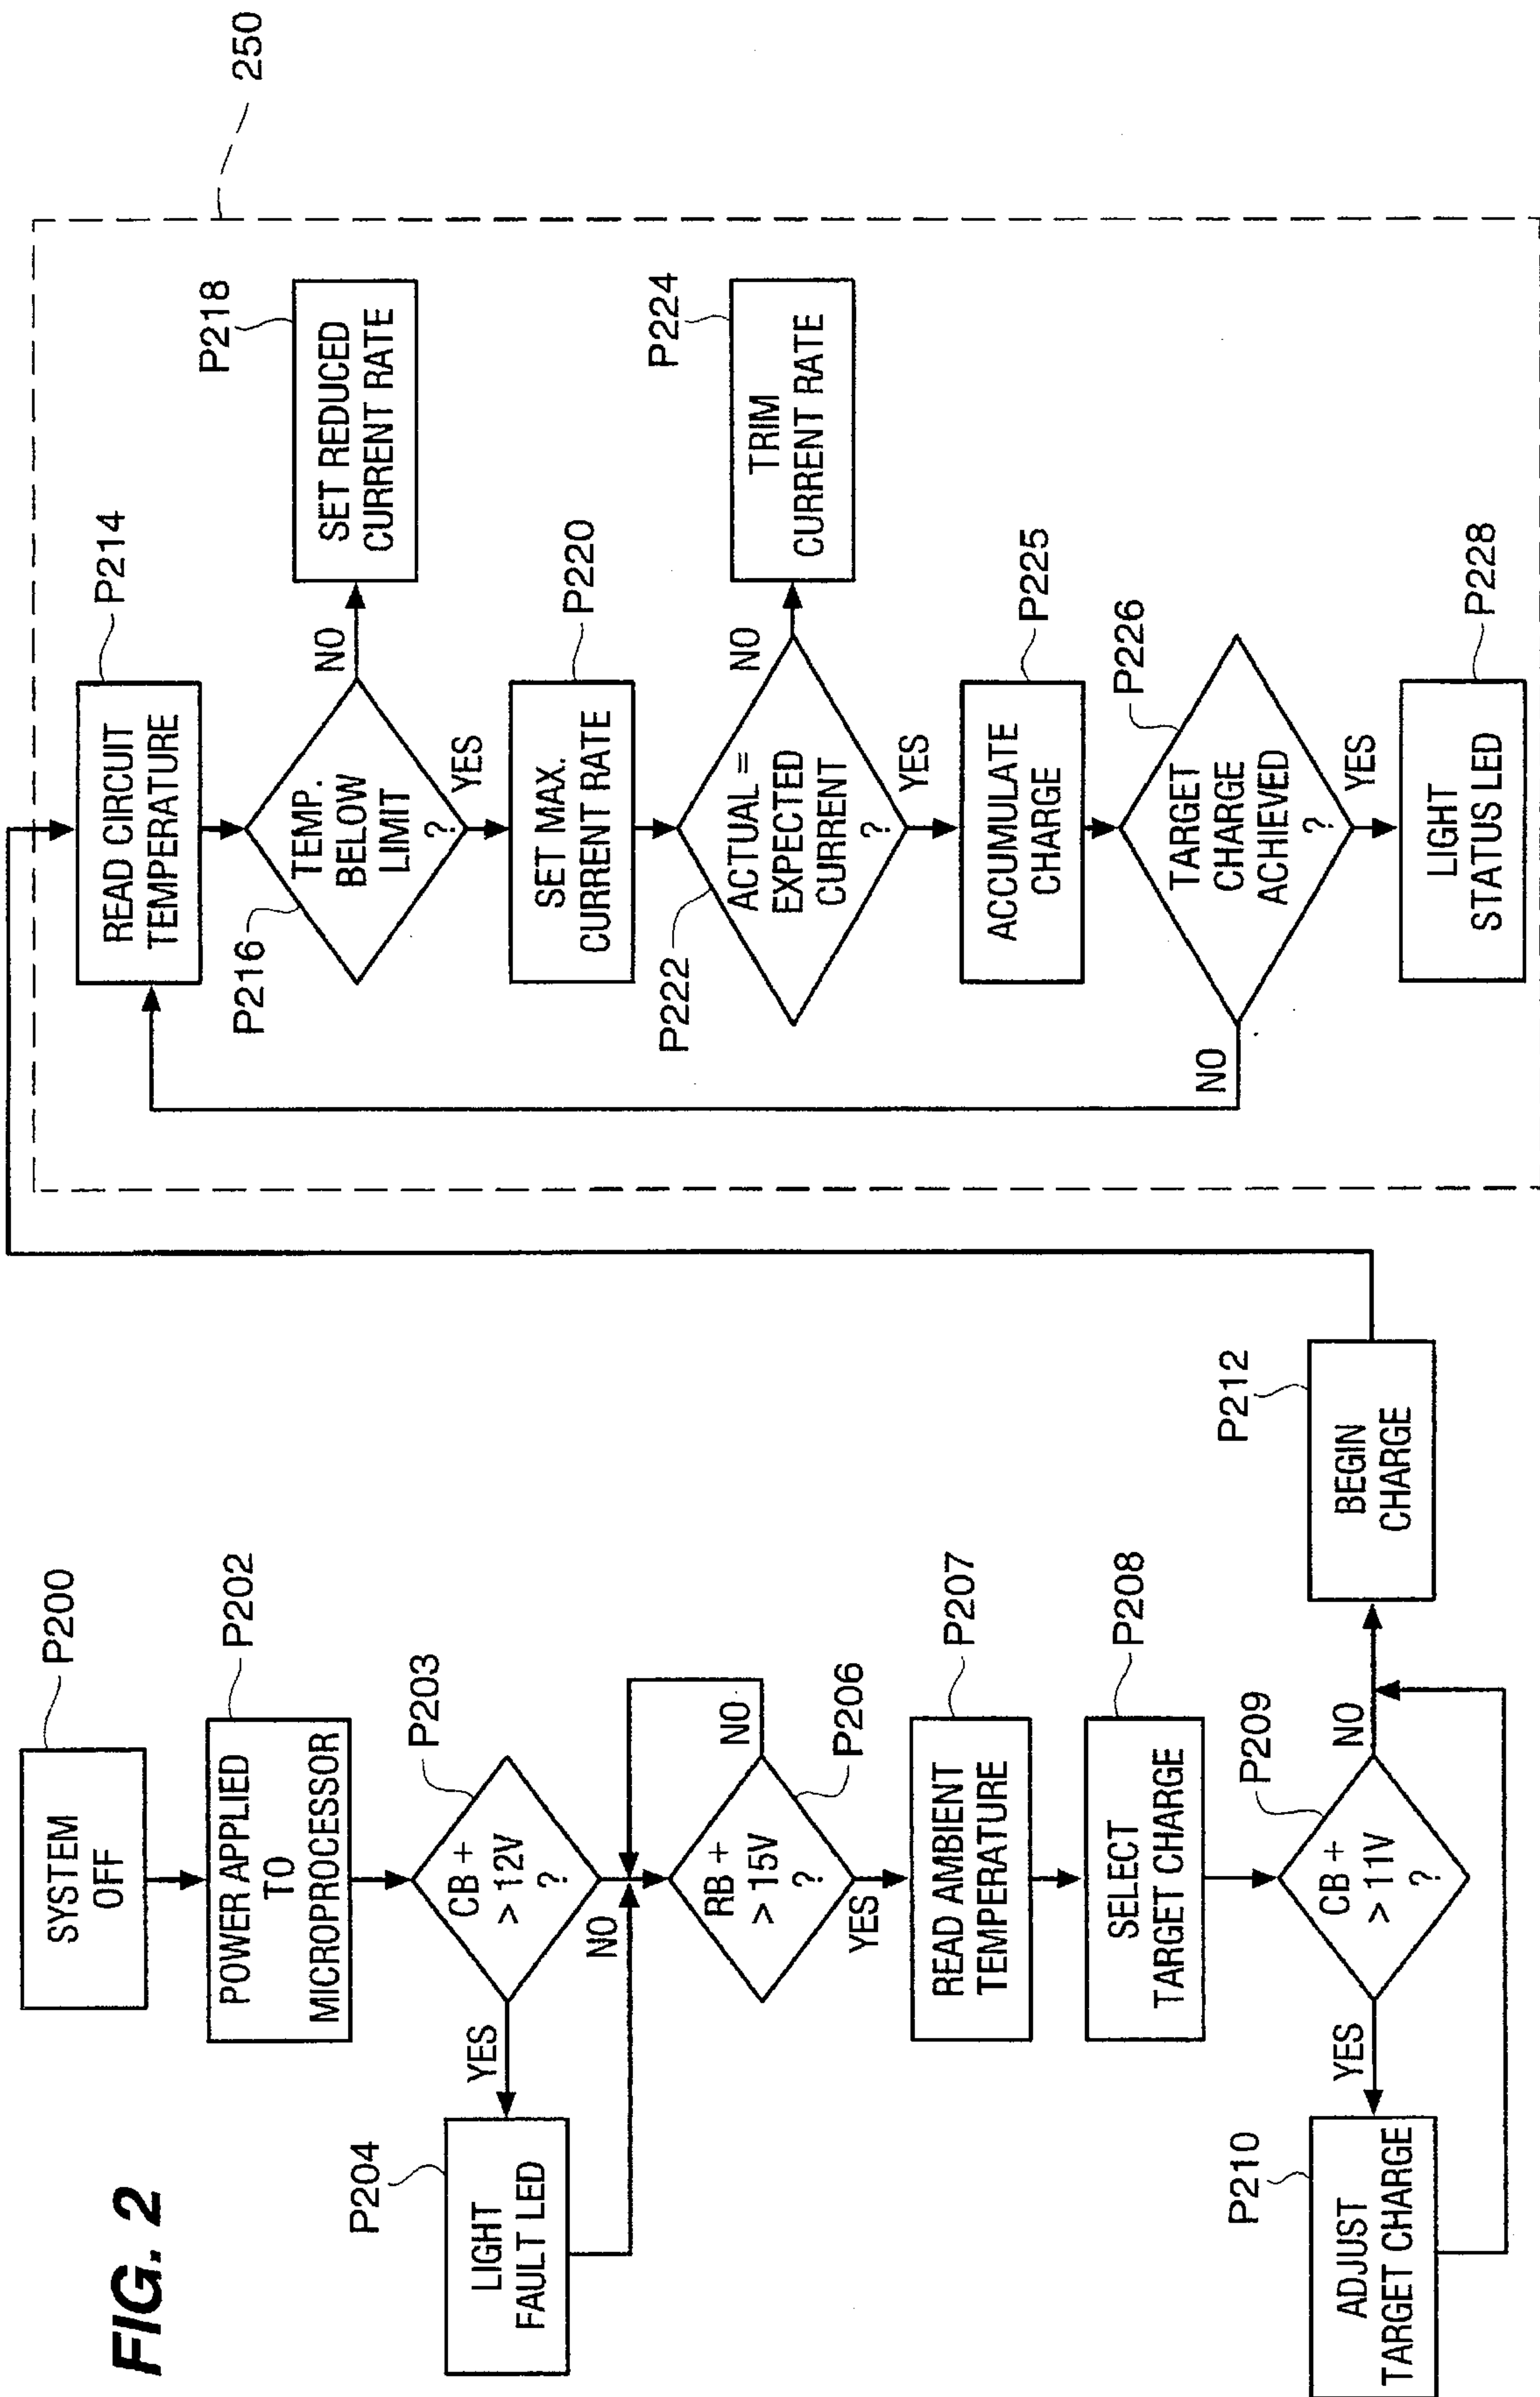 FIG. 2
SYSTEM
OFF
P200
POWER APPLIED
TO
MICROPROCESSOR
P202
CB +
> 12V
?
P203
YES
NO
LIGHT
FAULT LED
P204
RB +
> 15V
?
P206
NO
YES
READ AMBIENT
TEMPERATURE
P207
SELECT
TARGET CHARGE
P208
CB +
> 11V
?
P209
YES
NO
ADJUST
TARGET CHARGE
P210
BEGIN
CHARGE
P212
250
READ CIRCUIT
TEMPERATURE
P214
TEMP.
BELOW
LIMIT
?
P216
NO
YES
SET REDUCED
CURRENT RATE
P218
SET MAX.
CURRENT RATE
P220
ACTUAL =
EXPECTED
CURRENT
?
P222
NO
YES
TRIM
CURRENT RATE
P224
ACCUMULATE
CHARGE
P225
TARGET
CHARGE
ACHIEVED
?
P226
NO
YES
LIGHT
STATUS LED
P228